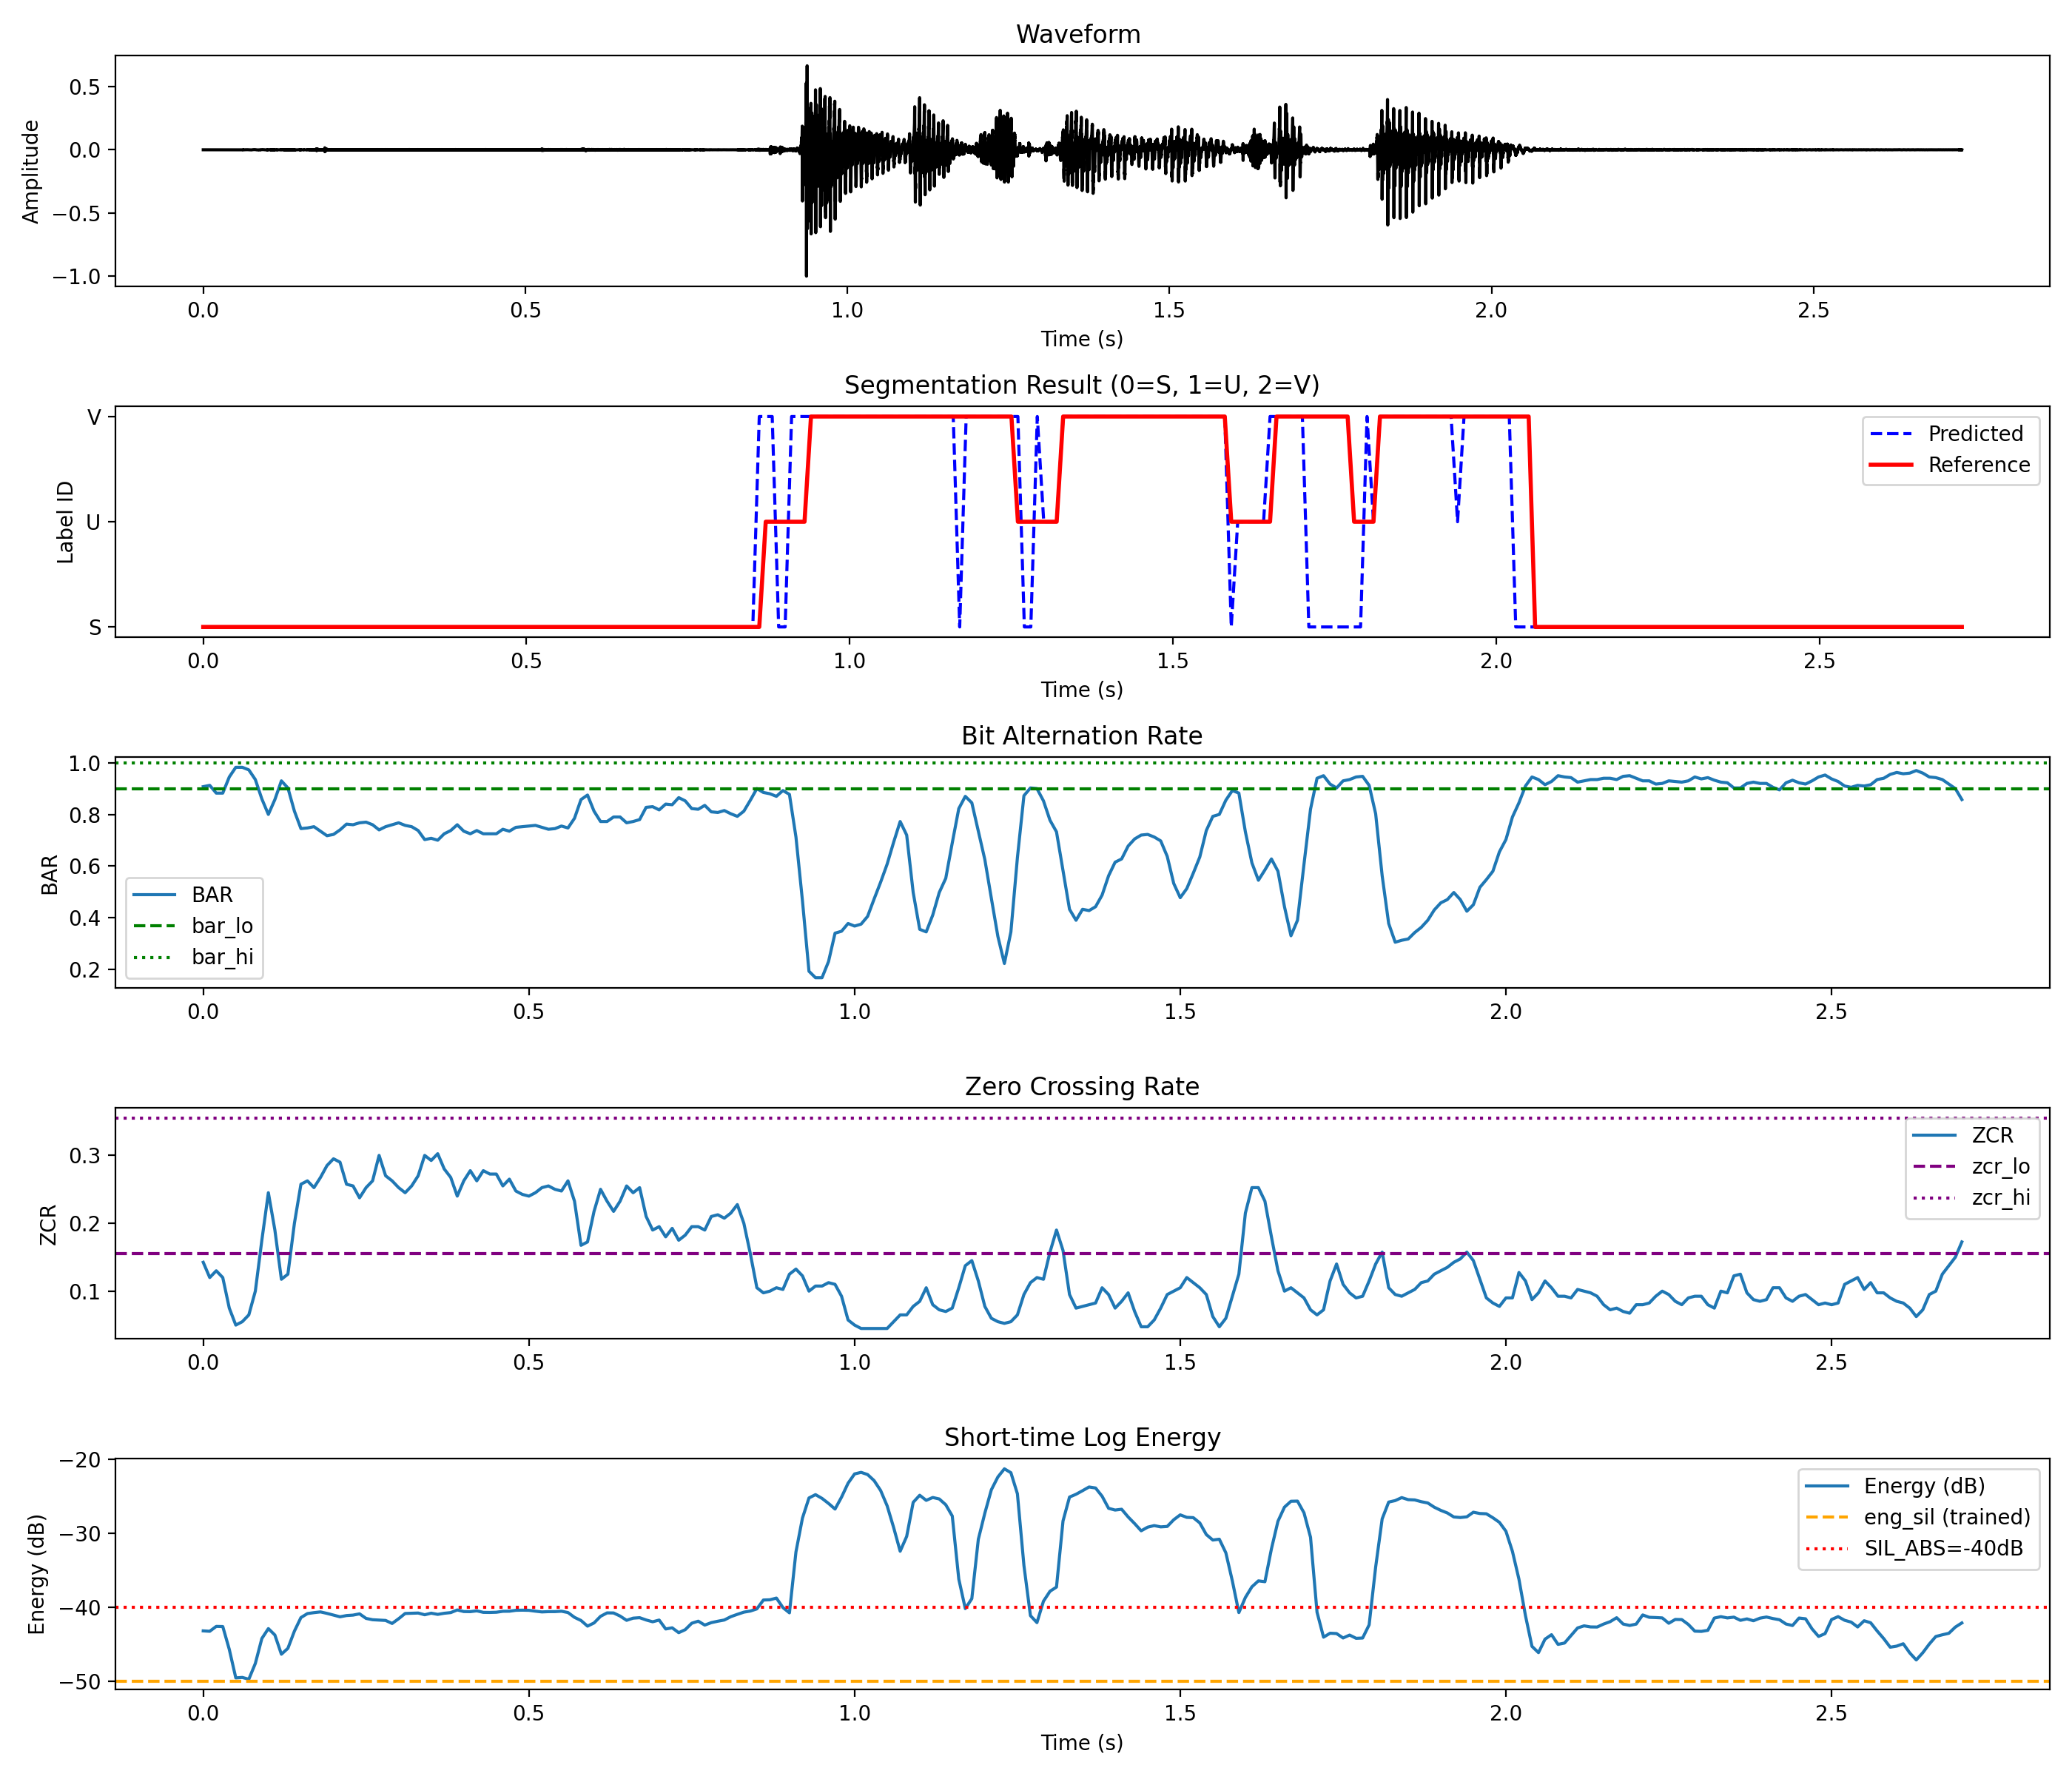 Waveform
0.5
0.0
−0.5
−1.0
Amplitude
0.0 0.5 1.0 1.5 2.0 2.5
Time (s)
Segmentation Result (0=S, 1=U, 2=V)
V
U
S
Label ID
Predicted
Reference
0.0 0.5 1.0 1.5 2.0 2.5
Time (s)
Bit Alternation Rate
1.0
0.8
0.6
0.4
0.2
BAR
BAR
bar_lo
bar_hi
0.0 0.5 1.0 1.5 2.0 2.5
Zero Crossing Rate
0.3
0.2
0.1
ZCR
ZCR
zcr_lo
zcr_hi
0.0 0.5 1.0 1.5 2.0 2.5
Short-time Log Energy
−20
−30
−40
−50
Energy (dB)
Energy (dB)
eng_sil (trained)
SIL_ABS=-40dB
0.0 0.5 1.0 1.5 2.0 2.5
Time (s)